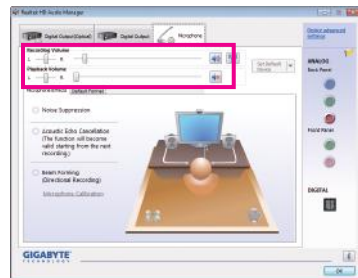 Realtek HD Audio Manager
Digital Output(Optical)
Digital Output
Microphone
Device advanced settings
Recording Volume
L
R
Playback Volume
L
R
Set Default Device
ANALOG
Back Panel
Default Format
Noise Suppression
Acoustic Echo Cancellation
(The function will become
valid starting from the next
recording.)
Front Panel
Beam Forming
(Directional Recording)
Microphone Calibration
DIGITAL
GIGABYTE
TECHNOLOGY
OK